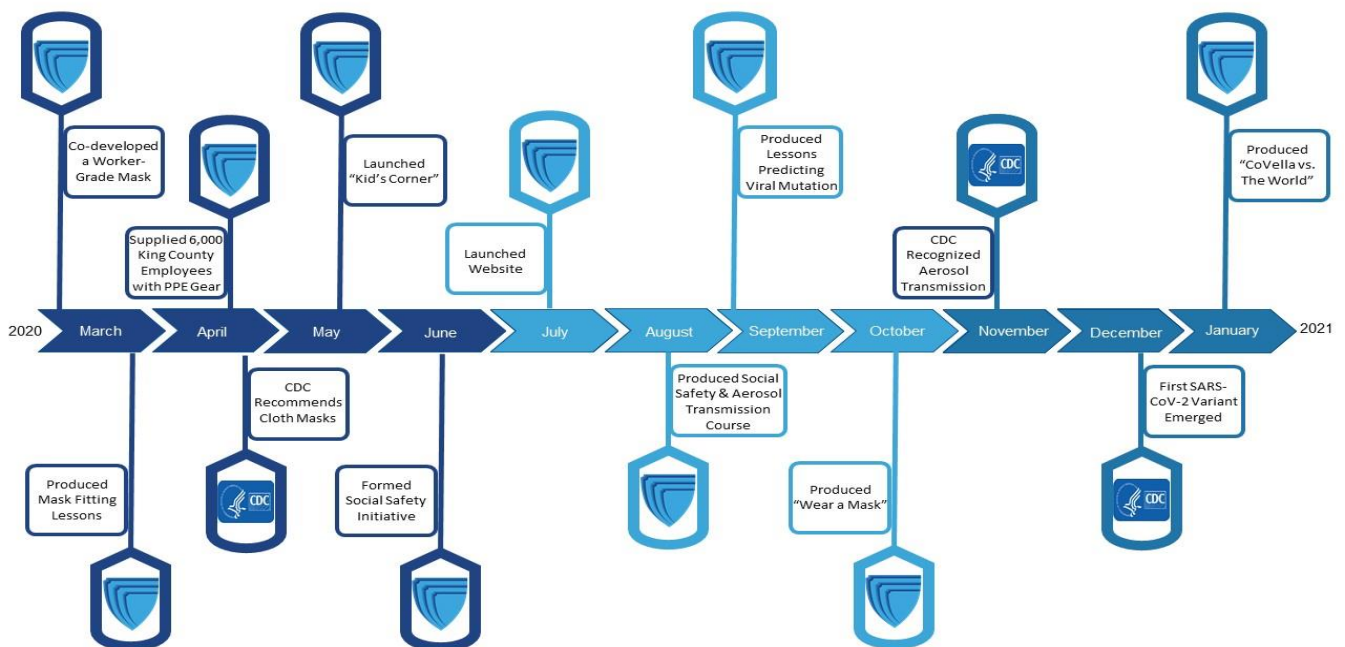 Co-developed
a Worker-
Grade Mask
Supplied 6,000
King County
Employees
with PPE Gear
Launched
“Kid’s Corner”
Launched
Website
Produced
Lessons
Predicting
Viral Mutation
CDC
CDC
Recognized
Aerosol
Transmission
Produced
“CoVella vs.
The World”
2020
March
April
May
June
July
August
September
October
November
December
January
2021
Produced
Mask Fitting
Lessons
CDC
Recommends
Cloth Masks
CDC
Formed
Social Safety
Initiative
Produced Social
Safety & Aerosol
Transmission
Course
Produced
“Wear a Mask”
First SARS-
CoV-2 Variant
Emerged
CDC